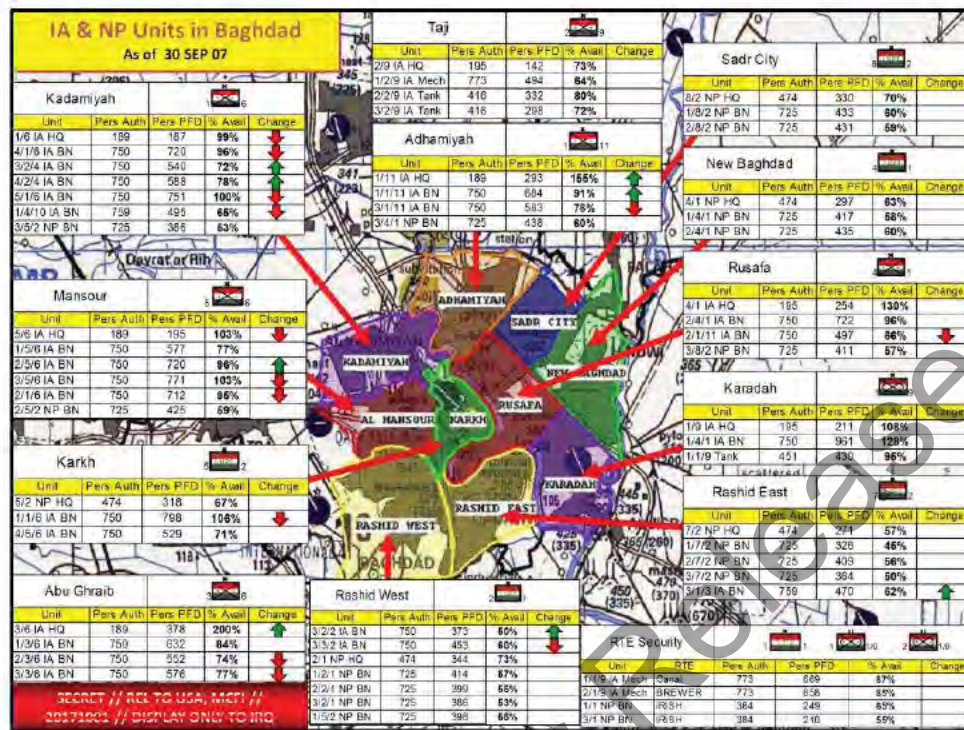 IA & NP Units in Baghdad
As of 30 SEP 07
Kadamiyah
Unit Pers Auth Pers PFD % Avail Change
1/6 IA HQ 189 187 99%
4/1/6 IA BN 750 720 96%
3/2/4 IA BN 750 540 72%
4/2/4 IA BN 750 588 78%
5/1/6 IA BN 750 751 100%
1/4/10 IA BN 759 495 65%
3/5/2 NP BN 725 386 53%
Mansour
Unit Pers Auth Pers PFD % Avail Change
5/6 IA HQ 189 195 103%
1/5/6 IA BN 750 577 77%
2/5/6 IA BN 750 720 96%
3/5/6 IA BN 750 771 103%
2/1/6 IA BN 750 712 95%
2/5/2 NP BN 725 425 59%
Karkh
Unit Pers Auth Pers PFD % Avail Change
5/2 NP HQ 474 318 67%
1/1/6 IA BN 750 798 106%
4/5/6 IA BN 750 529 71%
Abu Ghraib
Unit Pers Auth Pers PFD % Avail Change
3/6 IA HQ 189 378 200%
1/3/6 IA BN 750 632 84%
2/3/6 IA BN 750 552 74%
3/3/6 IA BN 750 576 77%
SECRET // REL TO USA, MCFI //
20171001 // DISPLAY ONLY TO IRQ
Taji
Unit Pers Auth Pers PFD % Avail Change
2/9 IA HQ 195 142 73%
1/2/9 IA Mech 773 494 64%
2/2/9 IA Tank 416 332 80%
3/2/9 IA Tank 416 298 72%
Adhamiyah
Unit Pers Auth Pers PFD % Avail Change
1/11 IA HQ 189 293 155%
1/1/11 IA BN 750 684 91%
3/1/11 IA BN 750 583 78%
3/4/1 NP BN 725 438 60%
station
Dayrat ar Rih
ADHAMIYAH
SADR CITY
KADAMIYAH
NEW BAGHDAD
RUSAFA
AL MANSOUR
KARKH
KARADAH
RASHID EAST
RASHID WEST
BAGHDAD
Rashid West
Unit Pers Auth Pers PFD % Avail Change
3/2/2 IA BN 750 373 50%
3/3/2 IA BN 750 453 60%
2/1 NP HQ 474 344 73%
1/2/1 NP BN 725 414 57%
2/2/1 NP BN 725 399 55%
3/2/1 NP BN 725 386 53%
1/5/2 NP BN 725 396 55%
Sadr City
Unit Pers Auth Pers PFD % Avail Change
8/2 NP HQ 474 330 70%
1/8/2 NP BN 725 433 60%
2/8/2 NP BN 725 431 59%
New Baghdad
Unit Pers Auth Pers PFD % Avail Change
4/1 NP HQ 474 297 63%
1/4/1 NP BN 725 417 58%
2/4/1 NP BN 725 435 60%
Rusafa
Unit Pers Auth Pers PFD % Avail Change
4/1 IA HQ 195 254 130%
2/4/1 IA BN 750 722 96%
2/1/11 IA BN 750 497 66%
3/8/2 NP BN 725 411 57%
Karadah
Unit Pers Auth Pers PFD % Avail Change
1/9 IA HQ 195 211 108%
1/4/1 IA BN 750 961 128%
1/1/9 Tank 451 430 95%
scattered
Rashid East
Unit Pers Auth Pers PFD % Avail Change
7/2 NP HQ 474 271 57%
1/7/2 NP BN 725 326 45%
2/7/2 NP BN 725 409 56%
3/7/2 NP BN 725 364 50%
3/1/3 IA BN 759 470 62%
RTE Security
Unit RTE Pers Auth Pers PFD % Avail Change
1/1/9 IA Mech Canal 773 669 87%
2/1/9 IA Mech BREWER 773 656 85%
1/1 NP BN IRISH 384 249 65%
3/1 NP BN IRISH 384 210 55%
Release